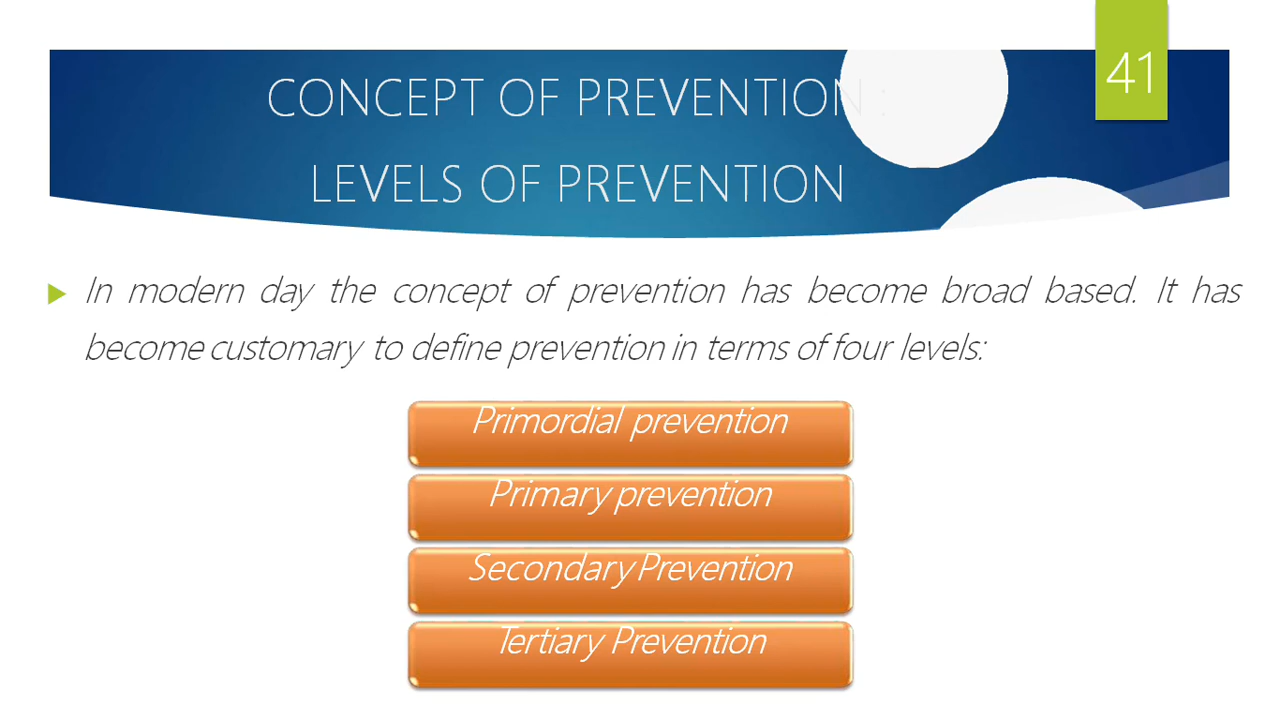 41
CONCEPT OF PREVENTION :
LEVELS OF PREVENTION
In modern day the concept of prevention has become broad based. It has
become customary to define prevention in terms of four levels:
Primordial prevention
Primary prevention
Secondary Prevention
Tertiary Prevention